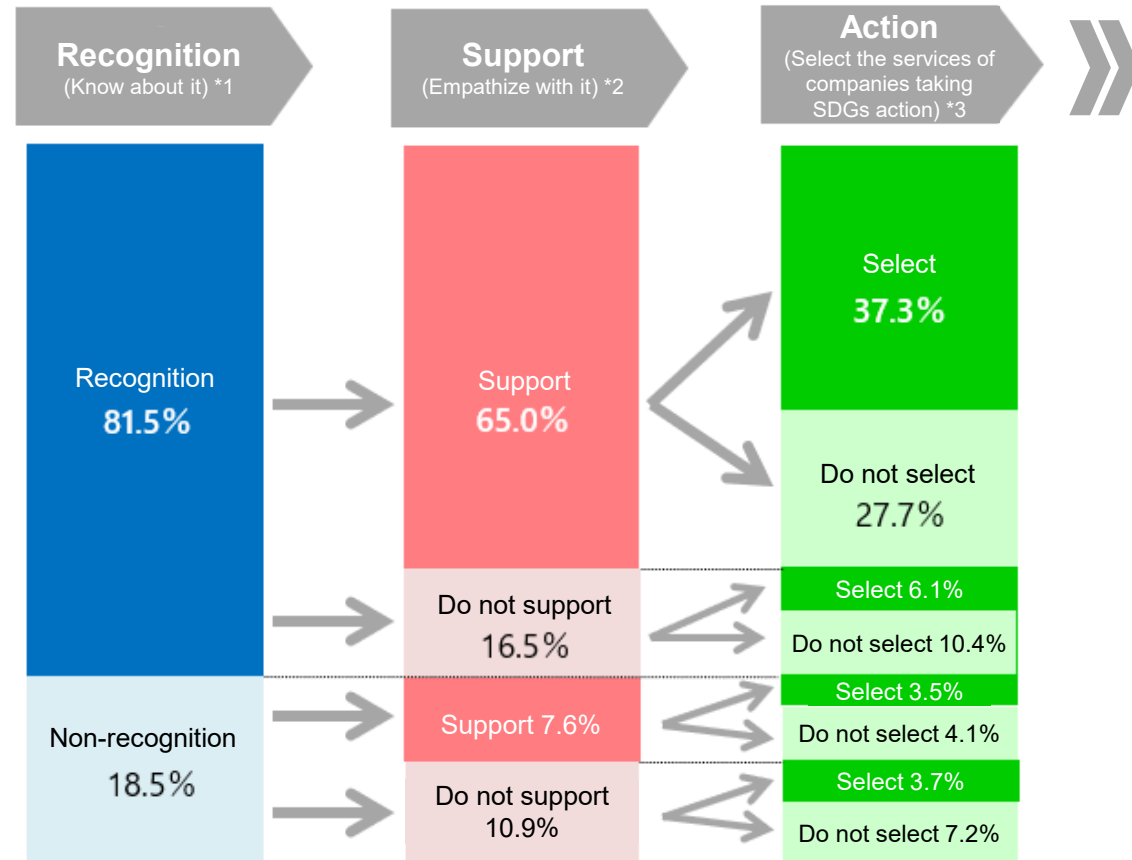 Recognition
(Know about it) *1
Support
(Empathize with it) *2
Action
(Select the services of
companies taking
SDGs action) *3
Recognition
81.5%
Non-recognition
18.5%
Support
65.0%
Do not support
16.5%
Support 7.6%
Do not support
10.9%
Select
37.3%
Do not select
27.7%
Select 6.1%
Do not select 10.4%
Select 3.5%
Do not select 4.1%
Select 3.7%
Do not select 7.2%